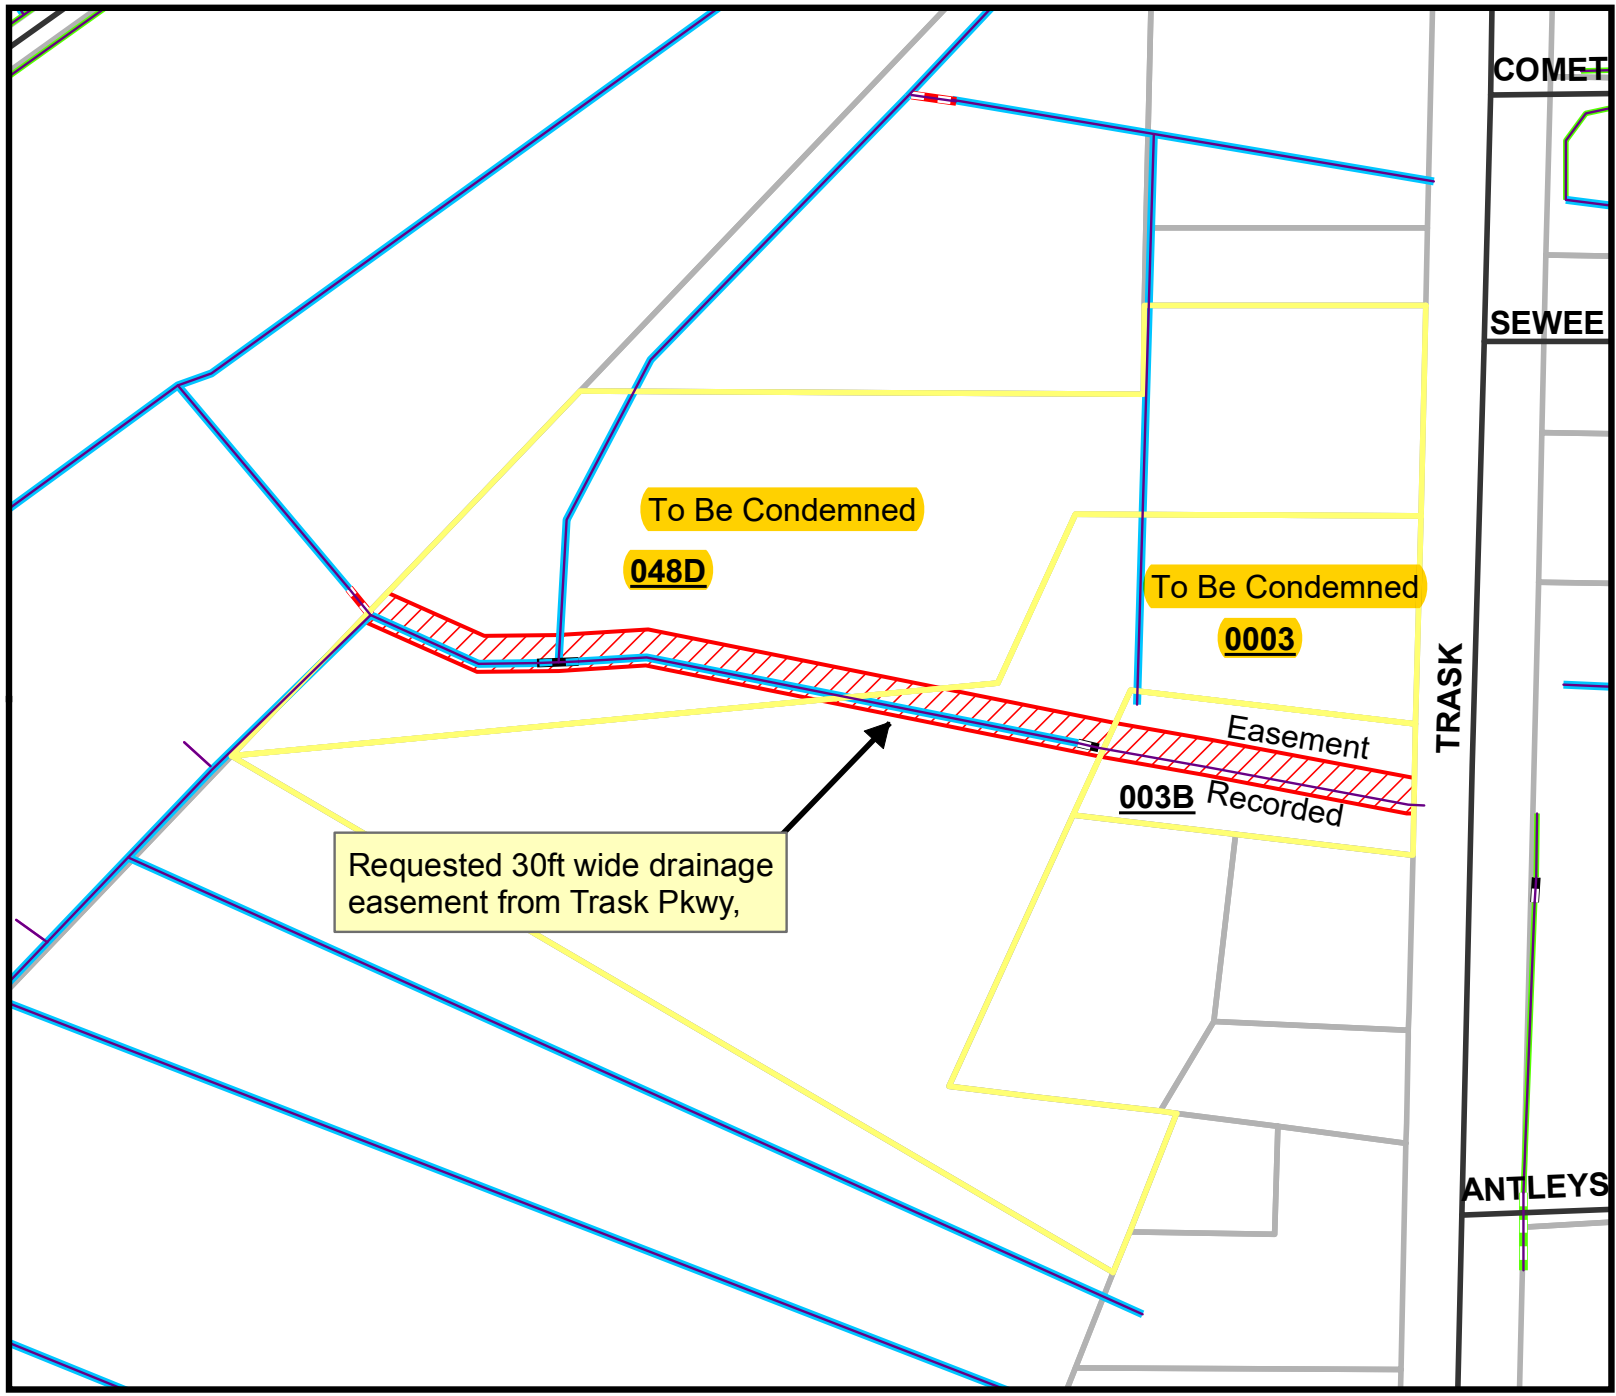 COMET
SEWEE
To Be Condemned
048D
To Be Condemned
0003
TRASK
Easement
003B
Recorded
Requested 30ft wide drainage
easement from Trask Pkwy,
ANTLEYS